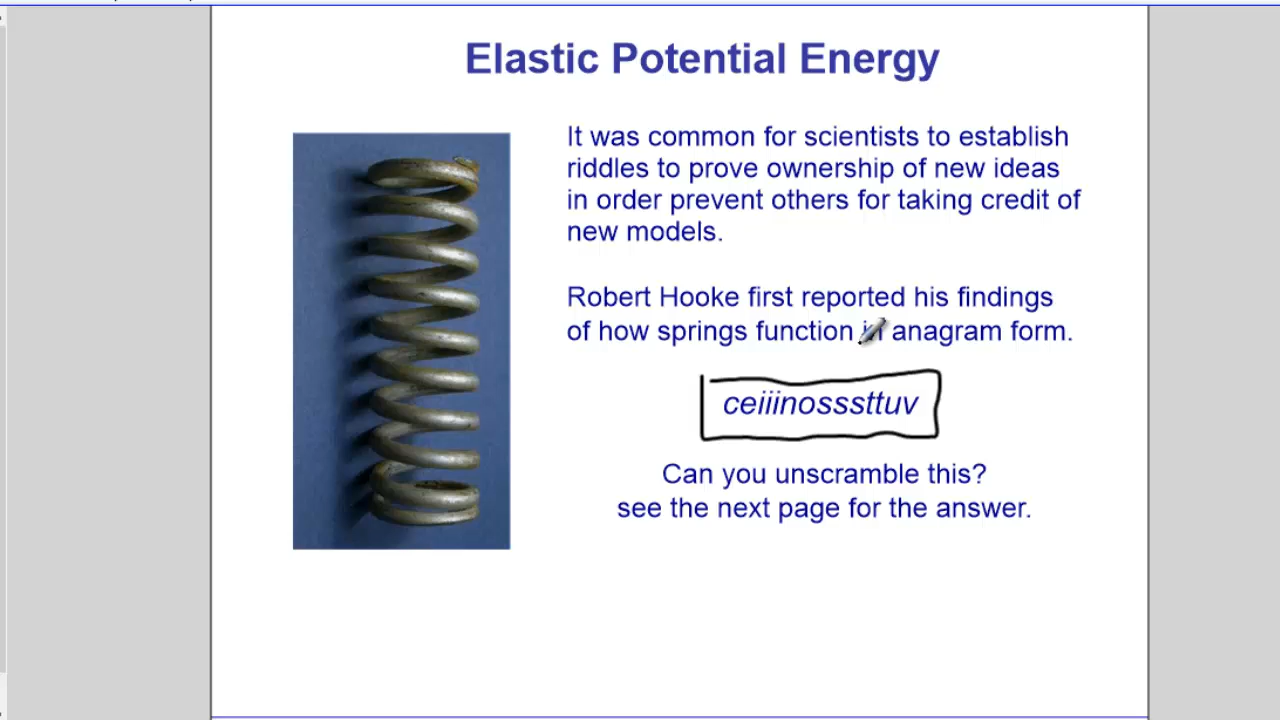 Elastic Potential Energy
It was common for scientists to establish
riddles to prove ownership of new ideas
in order prevent others for taking credit of
new models.
Robert Hooke first reported his findings
of how springs function in anagram form.
ceiiinosssttuv
Can you unscramble this?
see the next page for the answer.